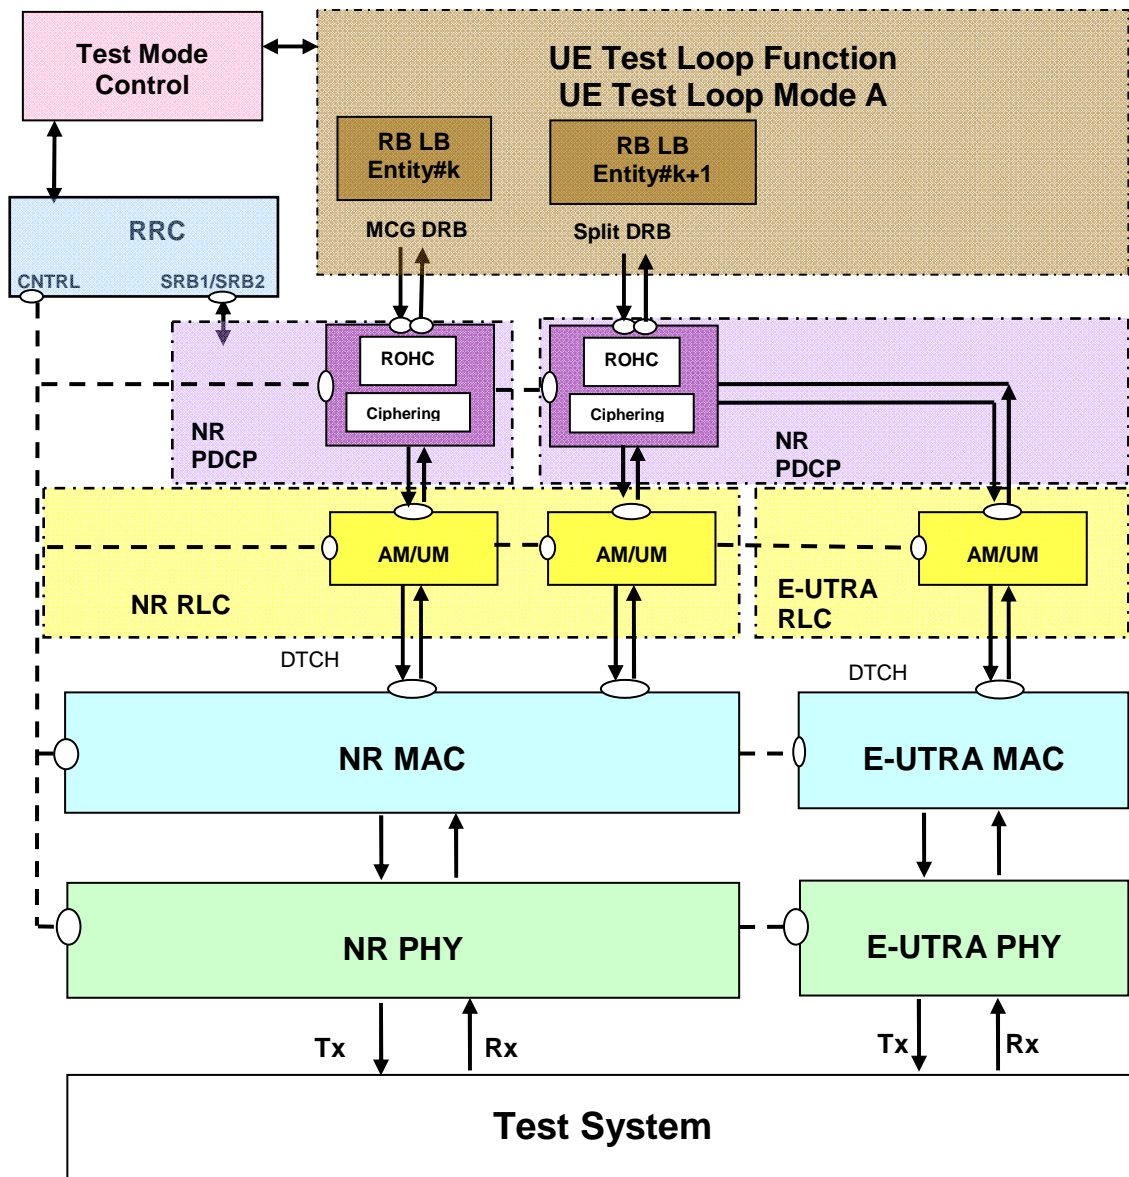 Test Mode
Control
UE Test Loop Function
UE Test Loop Mode A
RB LB
Entity#k
RB LB
Entity#k+1
MCG DRB
Split DRB
RRC
CNTRL
SRB1/SRB2
ROHC
Ciphering
NR
PDCP
ROHC
Ciphering
NR
PDCP
AM/UM
AM/UM
AM/UM
NR RLC
E-UTRA
RLC
DTCH
DTCH
NR MAC
E-UTRA MAC
NR PHY
E-UTRA PHY
Tx
Rx
Tx
Rx
Test System